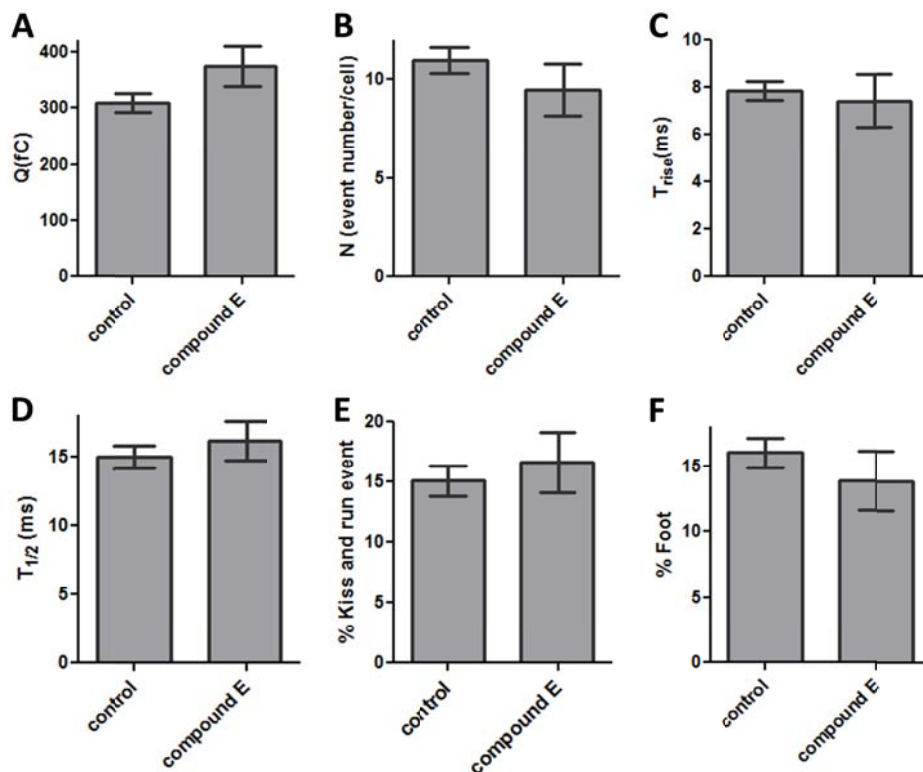 A
Q(fC)
400
300
200
100
0
control
compound E
B
N (event number/cell)
10
5
0
control
compound E
C
Trise(ms)
10
8
6
4
2
0
control
compound E
D
T1/2 (ms)
15
10
5
0
control
compound E
E
% Kiss and run event
20
15
10
5
0
control
compound E
F
% Foot
15
10
5
0
control
compound E